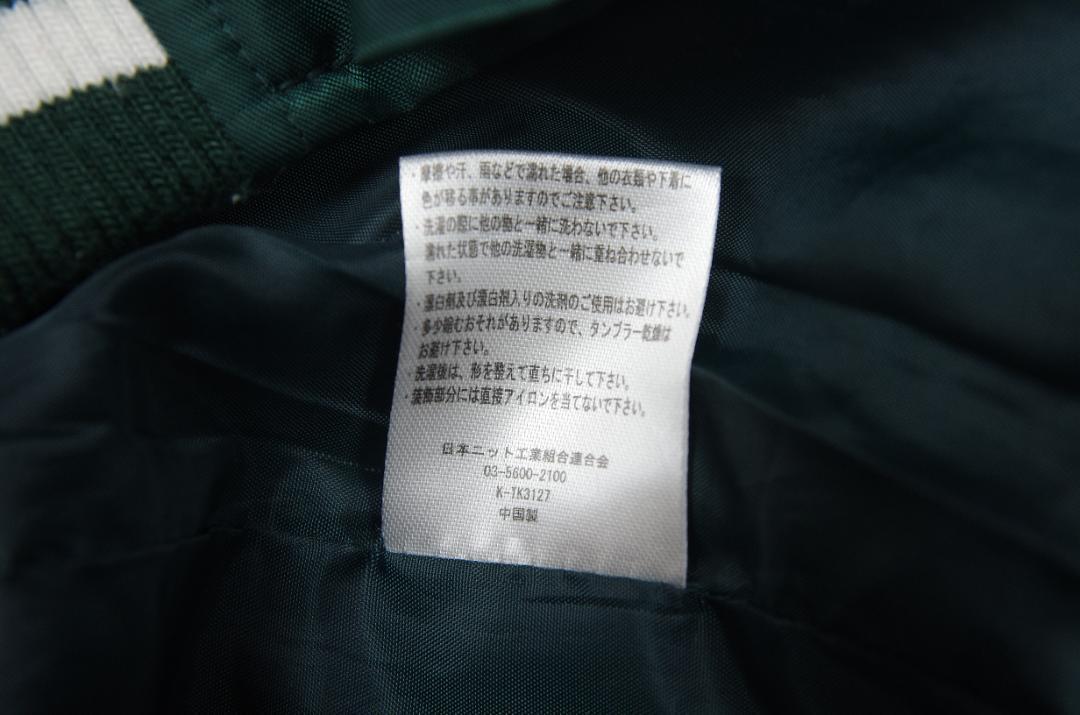 ・摩擦や汗、雨などで濡れた場合、他の衣類や下着に
色が移る事がありますのでご注意下さい。
・洗濯の際に他の物と一緒に洗わないで下さい。
濡れた状態で他の洗濯物と一緒に重ね合わせないで
下さい。
・漂白剤及び漂白剤入りの洗剤のご使用はお避け下さい。
・多少縮むおそれがありますので、タンブラー乾燥は
お避け下さい。
・洗濯後は、形を整えて直ちに干して下さい。
・装飾部分には直接アイロンを当てないで下さい。
日本ニット工業組合連合会
03-5600-2100
K-TK3127
中国製